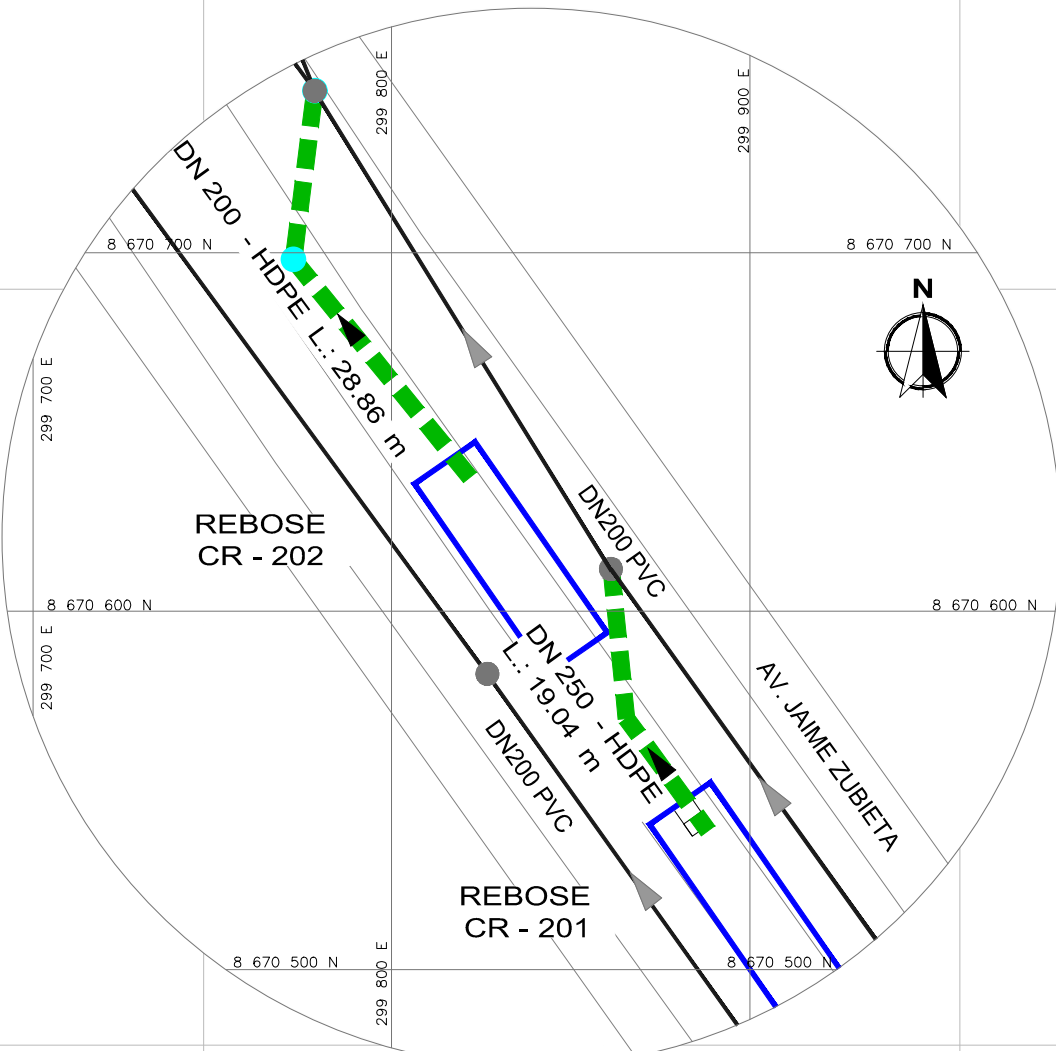 299 800 E
299 900 E
DN 200 - HDPE L.: 28.86 m
8 670 700 N
8 670 700 N
N
299 700 E
DN200 PVC
REBOSE
CR - 202
8 670 600 N
8 670 600 N
299 700 E
DN 250 - HDPE
L.: 19.04 m
AV. JAIME ZUBIETA
DN200 PVC
REBOSE
CR - 201
299 800 E
8 670 500 N
8 670 500 N